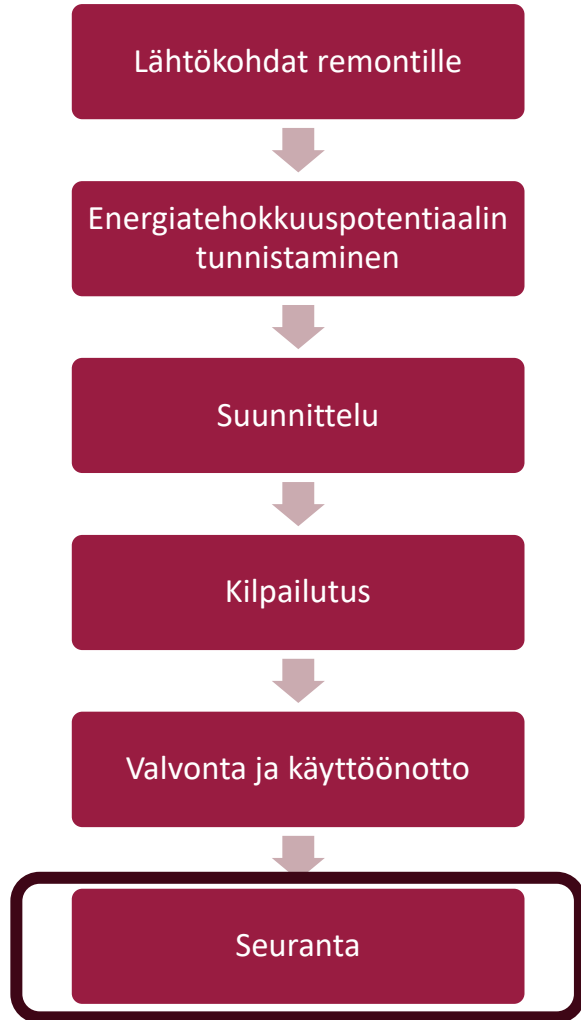 Lähtökohdat remontille
Energiatehokkuuspotentiaalin
tunnistaminen
Suunnittelu
Kilpailutus
Valvonta ja käyttöönotto
Seuranta